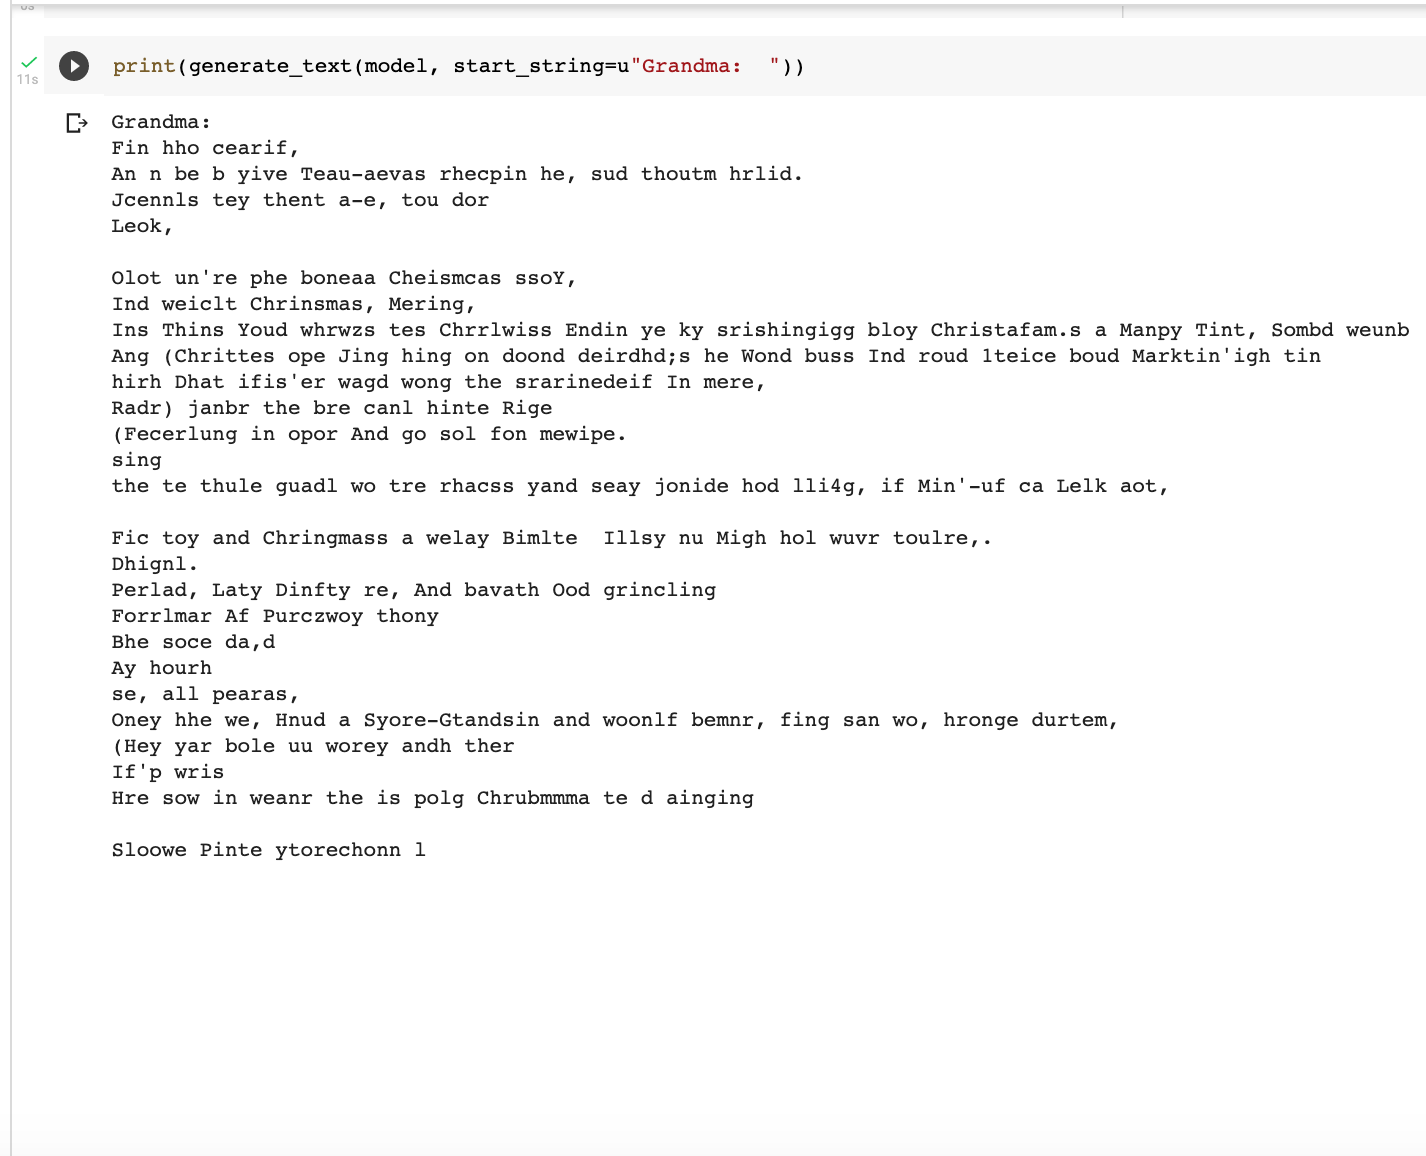 print(generate_text(model, start_string=u"Grandma:  "))
11s
Grandma:
Fin hho cearif,
An n be b yive Teau-aevas rhecpin he, sud thoutm hrlid.
Jcennls tey thent a-e, tou dor
Leok,
Olot un're phe boneaa Cheismcas ssoY,
Ind weiclt Chrinsmas, Mering,
Ins Thins Youd whrwzs tes Chrrlwiss Endin ye ky srishingigg bloy Christafam.s a Manpy Tint, Sombd weunb
Ang (Chrittes ope Jing hing on doond deirdhd;s he Wond buss Ind roud 1teice boud Marktin'igh tin
hirh Dhat ifis'er wagd wong the srarinedeif In mere,
Radr) janbr the bre canl hinte Rige
(Fecerlung in opor And go sol fon mewipe.
sing
the te thule guadl wo tre rhacss yand seay jonide hod lli4g, if Min'-uf ca Lelk aot,
Fic toy and Chringmass a welay Bimlte  Illsy nu Migh hol wuvr toulre,.
Dhignl.
Perlad, Laty Dinfty re, And bavath Ood grincling
Forrlmar Af Purczwoy thony
Bhe soce da,d
Ay hourh
se, all pearas,
Oney hhe we, Hnud a Syore-Gtandsin and woonlf bemnr, fing san wo, hronge durtem,
(Hey yar bole uu worey andh ther
If'p wris
Hre sow in weanr the is polg Chrubmmma te d ainging
Sloowe Pinte ytorechonn l